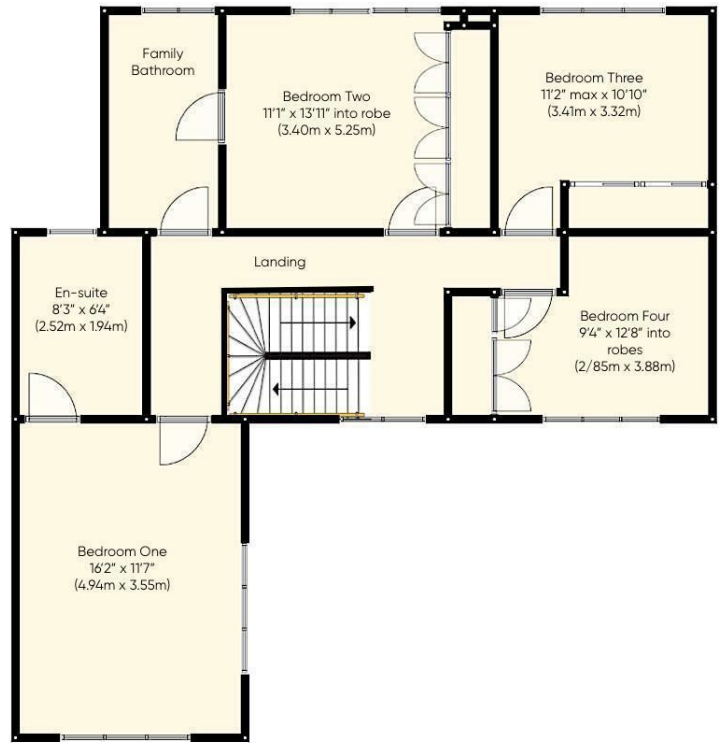 Family
Bathroom
Bedroom Two
11'1" x 13'11" into robe
(3.40m x 5.25m)
Bedroom Three
11'2" max x 10'10"
(3.41m x 3.32m)
Landing
En-suite
8'3" x 6'4"
(2.52m x 1.94m)
Bedroom Four
9'4" x 12'8" into
robes
(2/85m x 3.88m)
Bedroom One
16'2" x 11'7"
(4.94m x 3.55m)